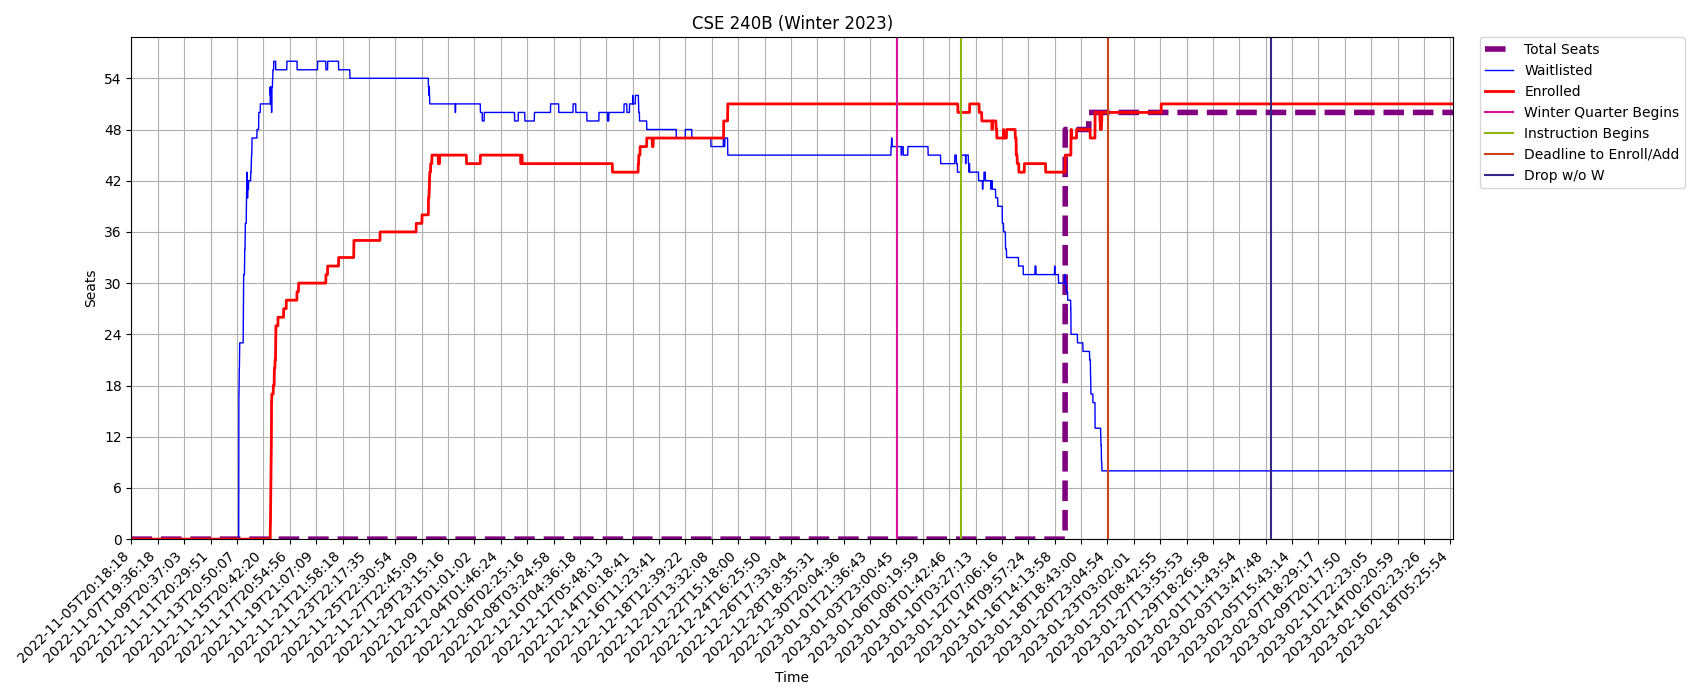 CSE 240B (Winter 2023)
Total Seats
Waitlisted
Enrolled
Winter Quarter Begins
Instruction Begins
Deadline to Enroll/Add
Drop w/o W
Seats
54
48
42
36
30
24
18
12
6
0
2022-11-05T20:18:18
2022-11-07T19:36:18
2022-11-09T20:37:03
2022-11-11T20:29:51
2022-11-13T20:50:07
2022-11-15T20:42:20
2022-11-17T20:54:56
2022-11-19T21:07:09
2022-11-21T21:58:18
2022-11-23T22:17:35
2022-11-25T22:30:54
2022-11-27T22:45:09
2022-11-29T23:15:16
2022-12-02T01:01:02
2022-12-04T01:46:24
2022-12-06T02:25:16
2022-12-08T03:24:58
2022-12-10T04:36:18
2022-12-12T05:48:13
2022-12-14T10:18:41
2022-12-16T11:23:41
2022-12-18T12:39:22
2022-12-20T13:32:08
2022-12-22T15:18:00
2022-12-24T16:25:50
2022-12-26T17:33:04
2022-12-28T18:35:31
2022-12-30T20:04:36
2023-01-01T21:36:43
2023-01-03T23:00:45
2023-01-06T00:19:59
2023-01-08T01:42:46
2023-01-10T03:27:13
2023-01-12T07:06:16
2023-01-14T09:57:24
2023-01-16T14:13:58
2023-01-18T18:43:00
2023-01-20T23:04:54
2023-01-23T03:02:01
2023-01-25T08:42:55
2023-01-27T13:55:53
2023-01-29T18:26:58
2023-02-01T11:43:54
2023-02-03T13:47:48
2023-02-05T15:43:14
2023-02-07T18:29:17
2023-02-09T20:17:50
2023-02-11T22:23:05
2023-02-14T00:20:59
2023-02-16T02:23:26
2023-02-18T05:25:54
Time